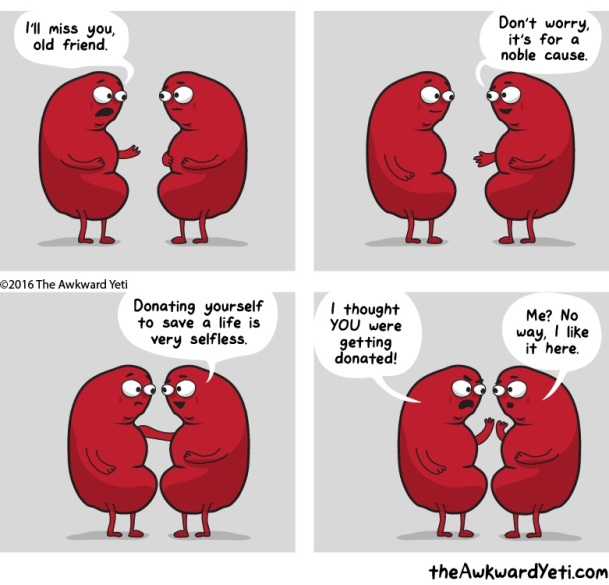 I'll miss you,
old friend.
Don't worry,
it's for a
noble cause.
©2016 The Awkward Yeti
Donating yourself
to save a life is
very selfless.
I thought
YOU were
getting
donated!
Me? No
way, I like
it here.
theAwkwardYeti.com